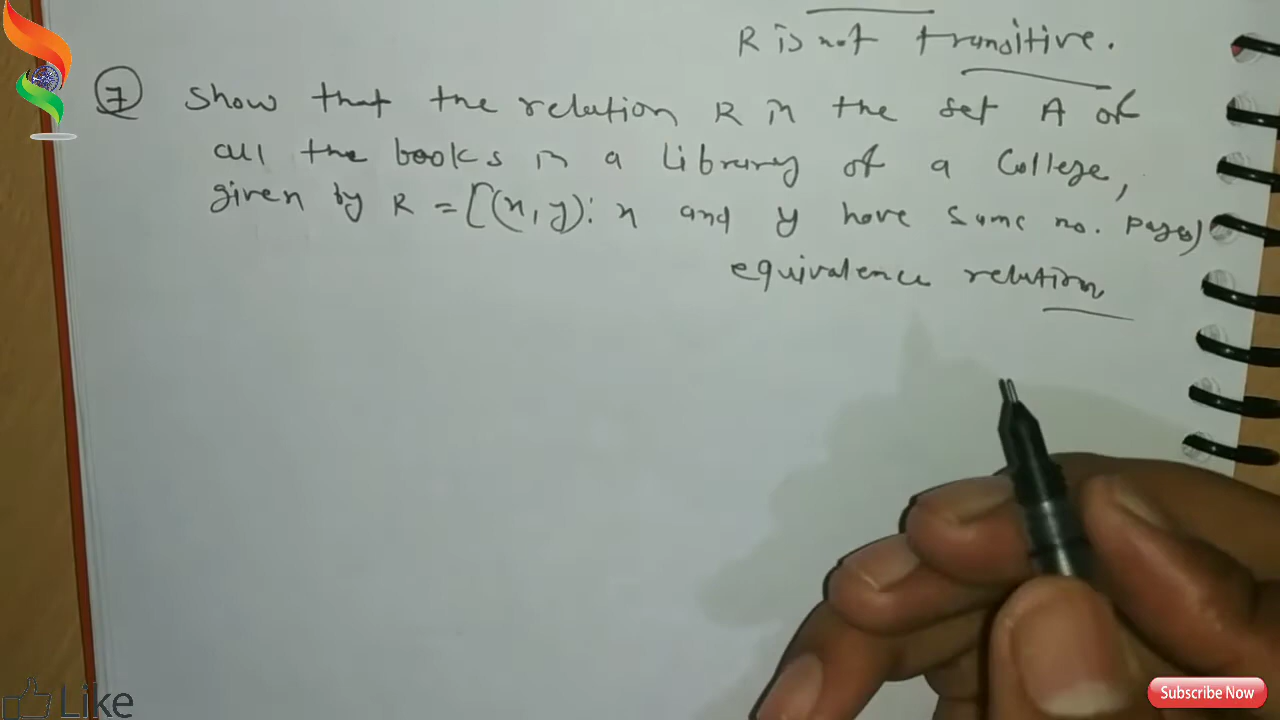 R is not transitive.
7 Show that the relation R in the set A of
all the books in a Library of a College,
given by R = [(x, y): x and y have same no. pages]
equivalence relation
Like
Subscribe Now